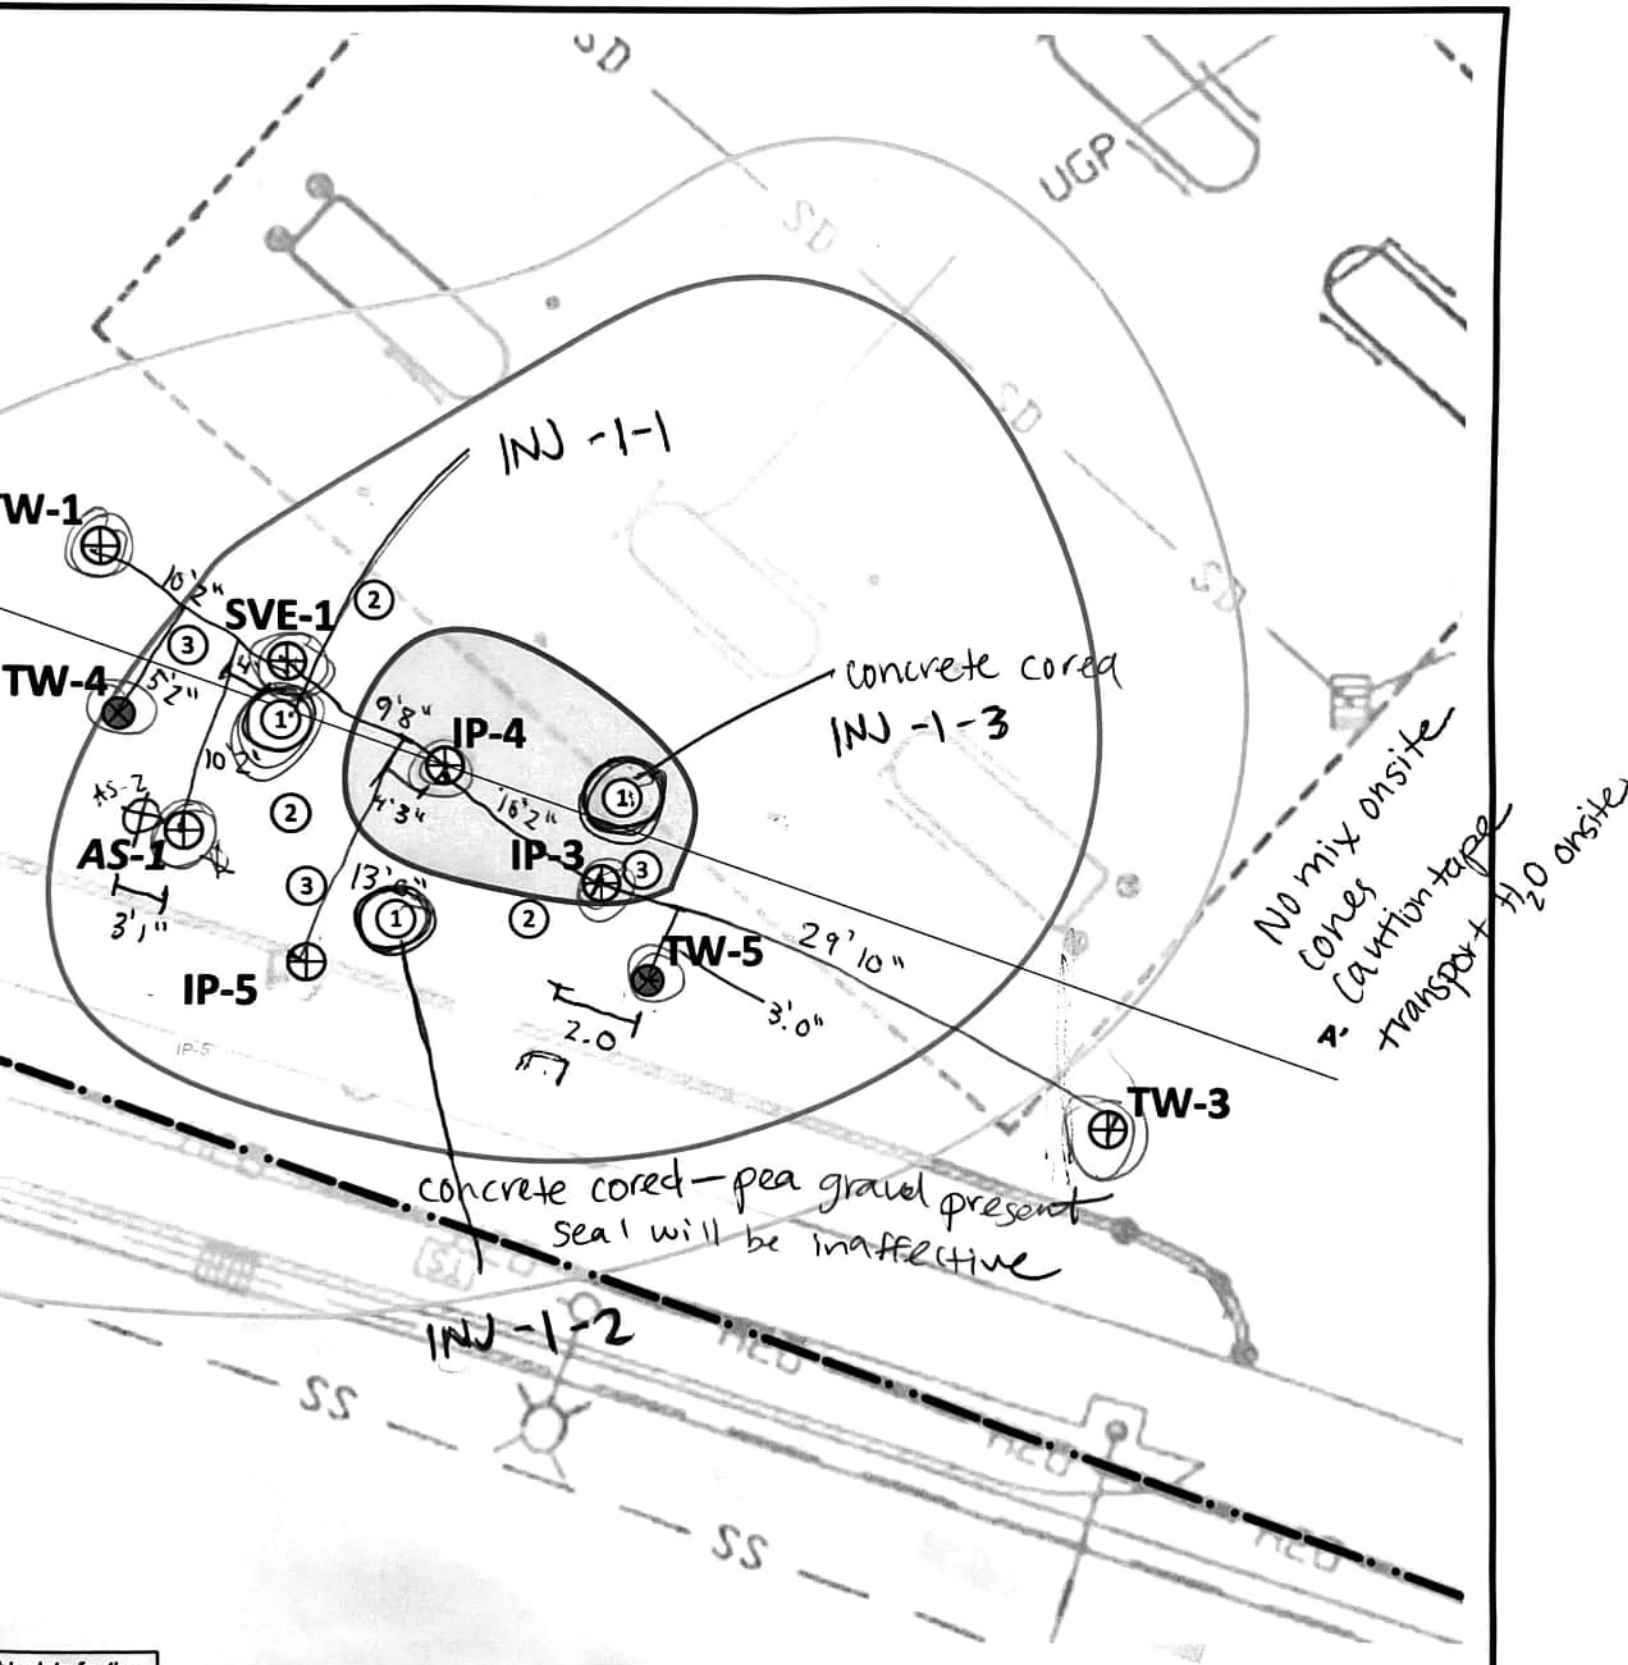 SD
UGP
SD
SD
INJ-1-1
TW-1
10'2"
SVE-1
2
3
SD
TW-4
5'2"
4'
1
concrete cored
INJ-1-3
9'8"
IP-4
10'2"
1
AS-2
2
4'3"
16'2"
AS-1
IP-3
3
3
13'6"
3'1"
1
2
TW-5
29'10"
No mix onsite
cones
caution tape
transport H2O onsite
IP-5
2.0
3'.0"
IP-5
TW-3
concrete cored - pea gravel present
seal will be inaffective
INJ-1-2
SS
SS